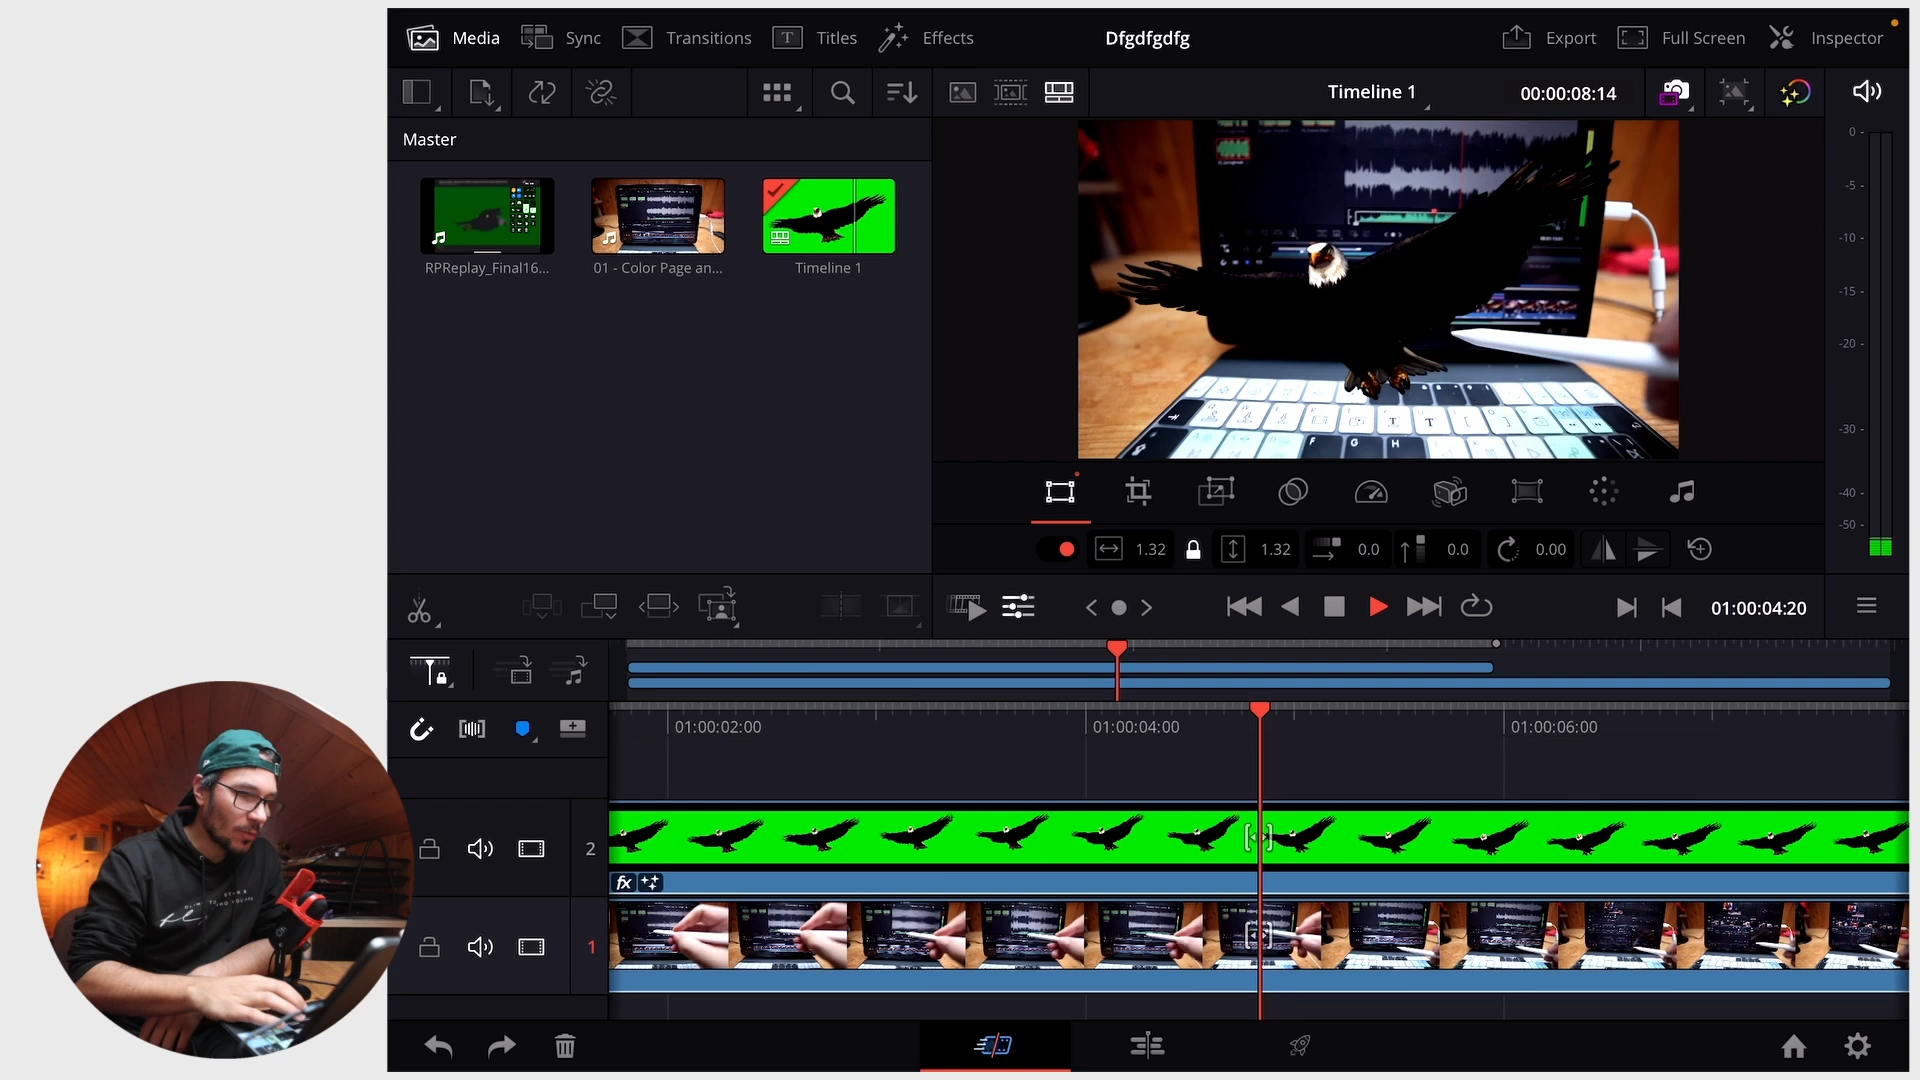 Media
Sync
Transitions
Titles
Effects
Dfgdfgdfg
Export
Full Screen
Inspector
Timeline 1
00:00:08:14
Master
RPReplay_Final16...
01 - Color Page an...
Timeline 1
0
-5
-10
-15
-20
-30
-40
-50
1.32
1.32
0.0
0.0
0.00
01:00:04:20
01:00:02:00
01:00:04:00
01:00:06:00
2
fx
1